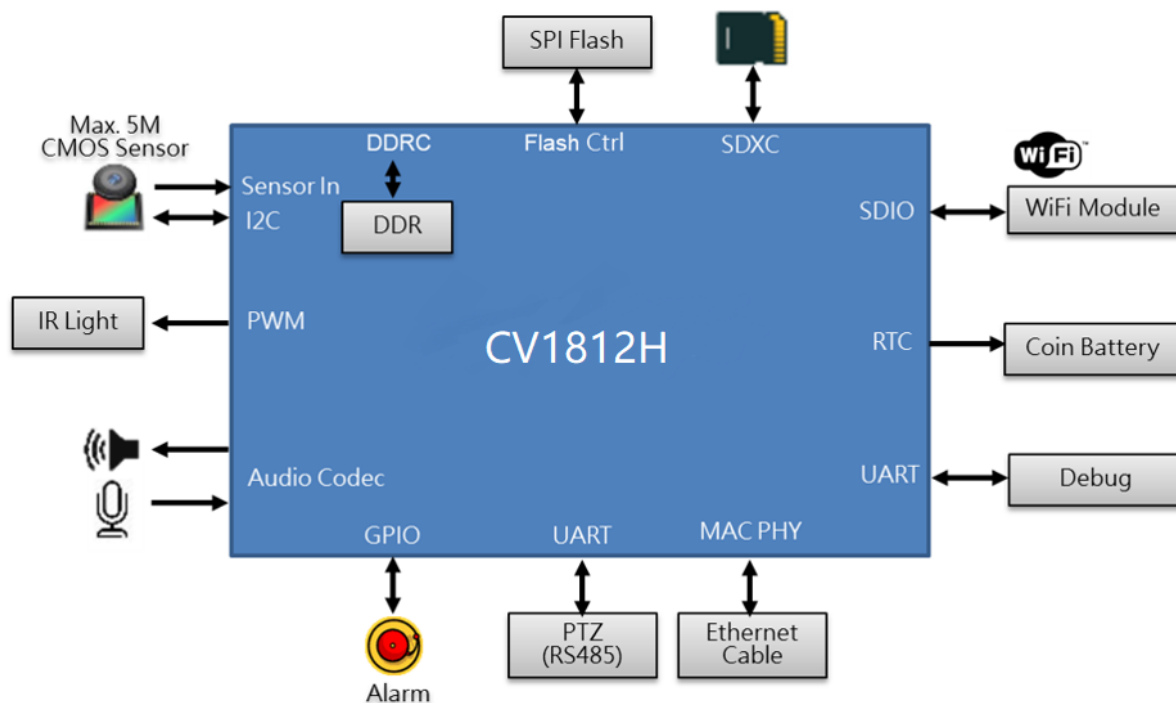 SPI Flash
Max. 5M
CMOS Sensor
DDRC
Flash Ctrl
SDXC
WiFi™
Sensor In
I2C
DDR
SDIO
WiFi Module
IR Light
PWM
CV1812H
RTC
Coin Battery
Audio Codec
UART
Debug
GPIO
UART
MAC PHY
PTZ
(RS485)
Ethernet
Cable
Alarm